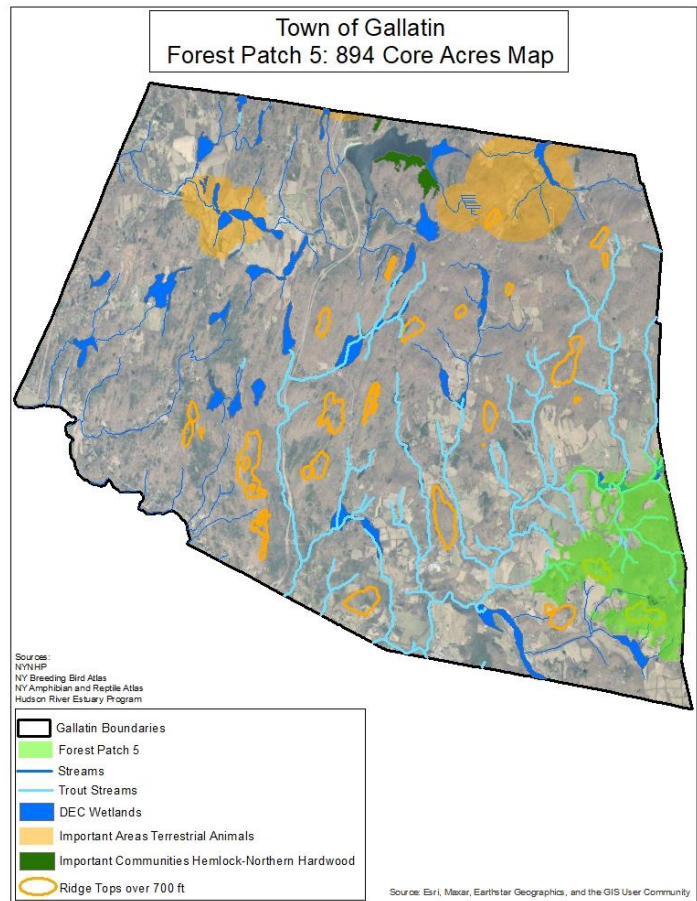 Town of Gallatin
Forest Patch 5: 894 Core Acres Map
Sources:
NYNHP
NY Breeding Bird Atlas
NY Amphibian and Reptile Atlas
Hudson River Estuary Program
Gallatin Boundaries
Forest Patch 5
Streams
Trout Streams
DEC Wetlands
Important Areas Terrestrial Animals
Important Communities Hemlock-Northern Hardwood
Ridge Tops over 700 ft
Source: Esri, Maxar, Earthstar Geographics, and the GIS User Community